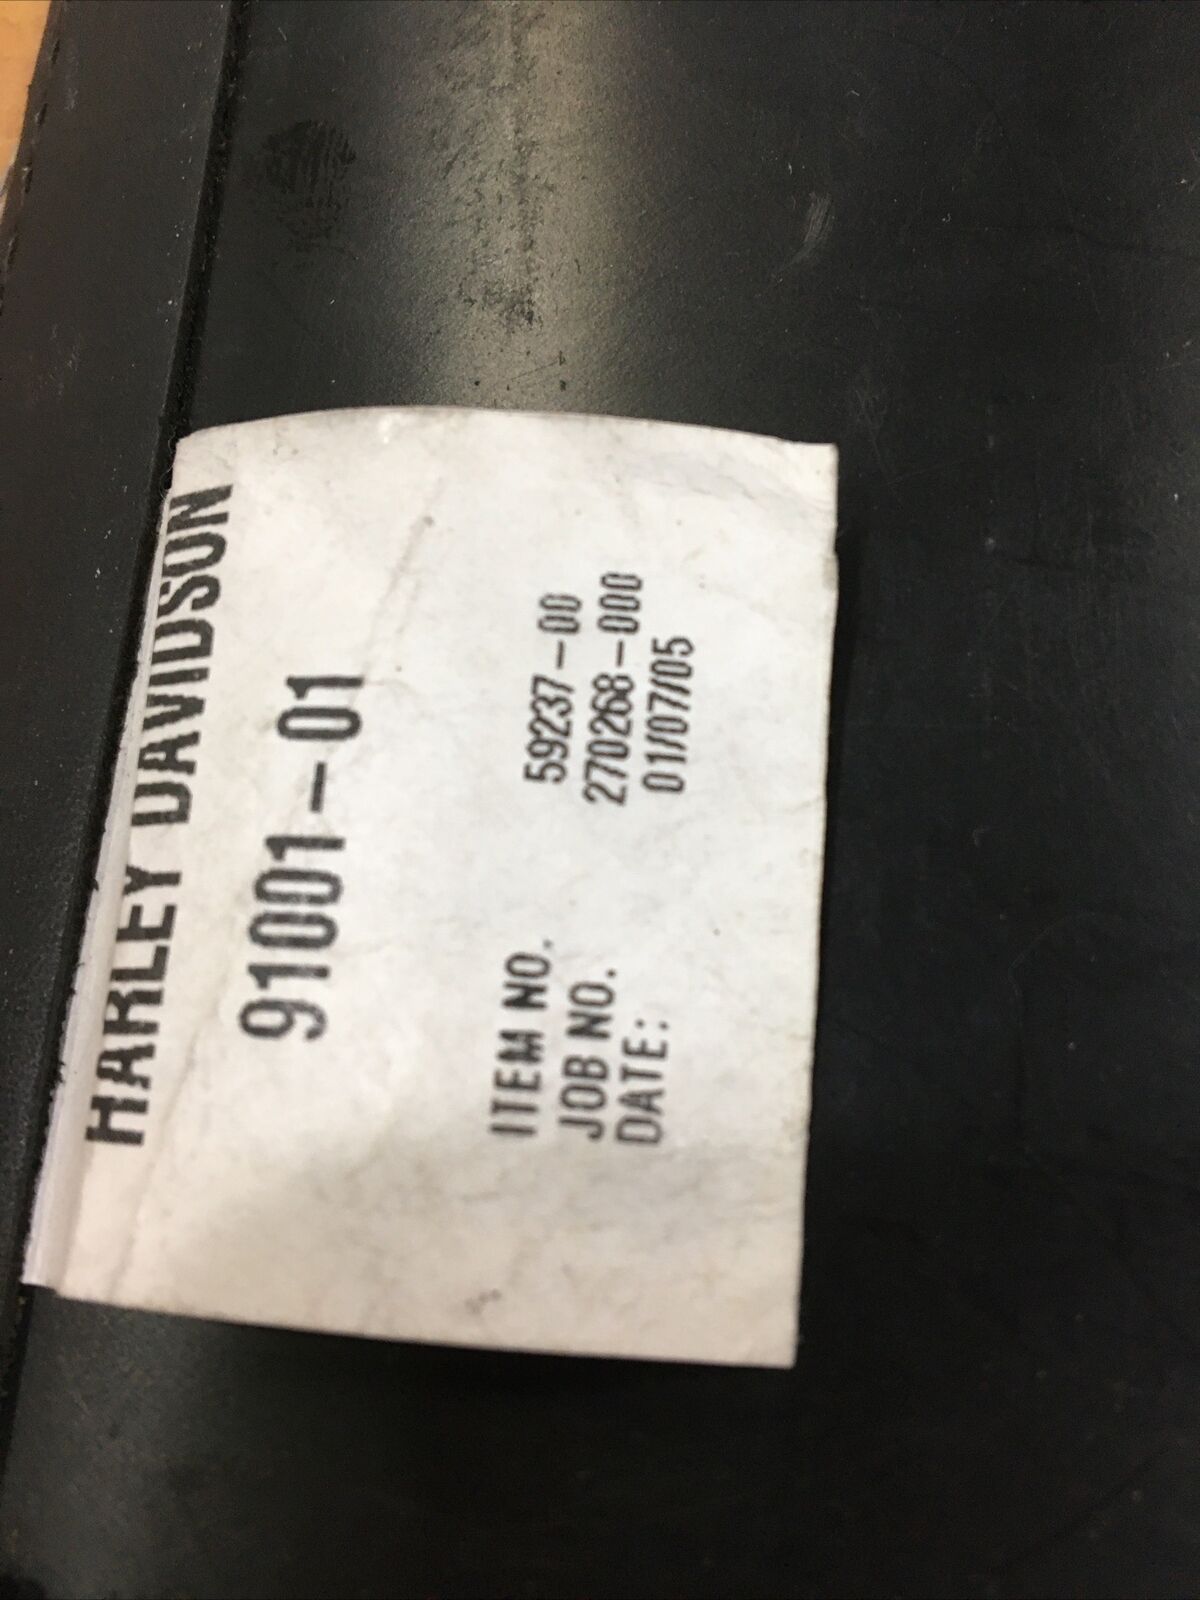 HARLEY DAVIDSON
91001-01
ITEM NO. 59237-00
JOB NO. 270268-000
DATE: 01/07/05